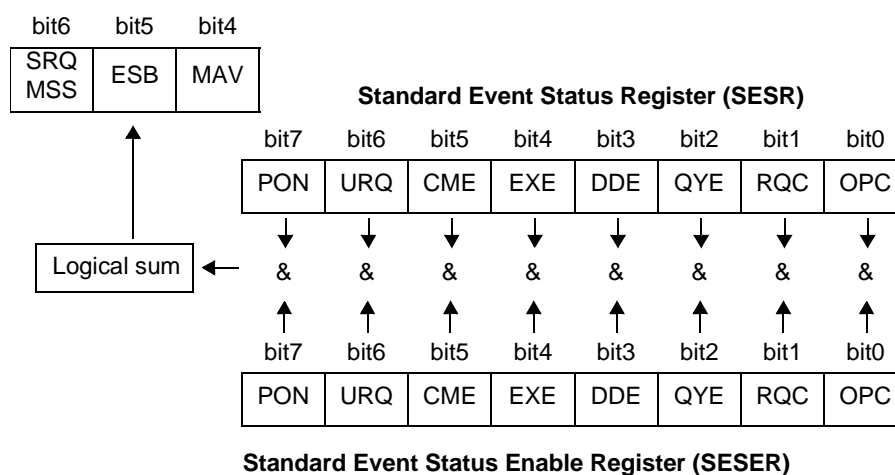 bit6 bit5 bit4
SRQ
MSS ESB MAV
Standard Event Status Register (SESR)
bit7 bit6 bit5 bit4 bit3 bit2 bit1 bit0
PON URQ CME EXE DDE QYE RQC OPC
Logical sum & & & & & & & &
bit7 bit6 bit5 bit4 bit3 bit2 bit1 bit0
PON URQ CME EXE DDE QYE RQC OPC
Standard Event Status Enable Register (SESER)